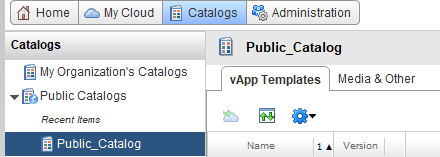 Home My Cloud Catalogs Administration
Catalogs
My Organization's Catalogs
Public Catalogs
Recent Items
Public_Catalog
Public_Catalog
vApp Templates Media & Other
Name 1 ▲ Version